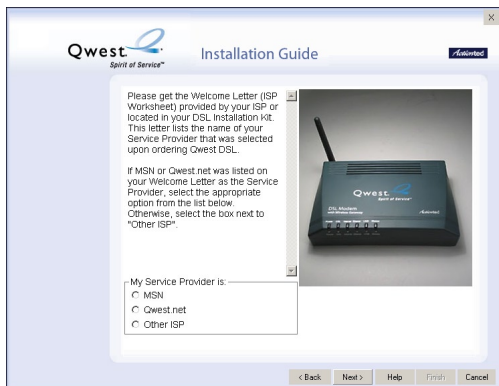 X
Qwest
Spirit of Service™
Installation Guide
Actiontec
Please get the Welcome Letter (ISP
Worksheet) provided by your ISP or
located in your DSL Installation Kit.
This letter lists the name of your
Service Provider that was selected
upon ordering Qwest DSL.
If MSN or Qwest.net was listed on
your Welcome Letter as the Service
Provider, select the appropriate
option from the list below.
Otherwise, select the box next to
"Other ISP".
Qwest
Spirit of Service
DSL Modem
and Wireless Gateway
Actiontec
My Service Provider is:
MSN
Qwest.net
Other ISP
< Back
Next >
Help
Finish
Cancel